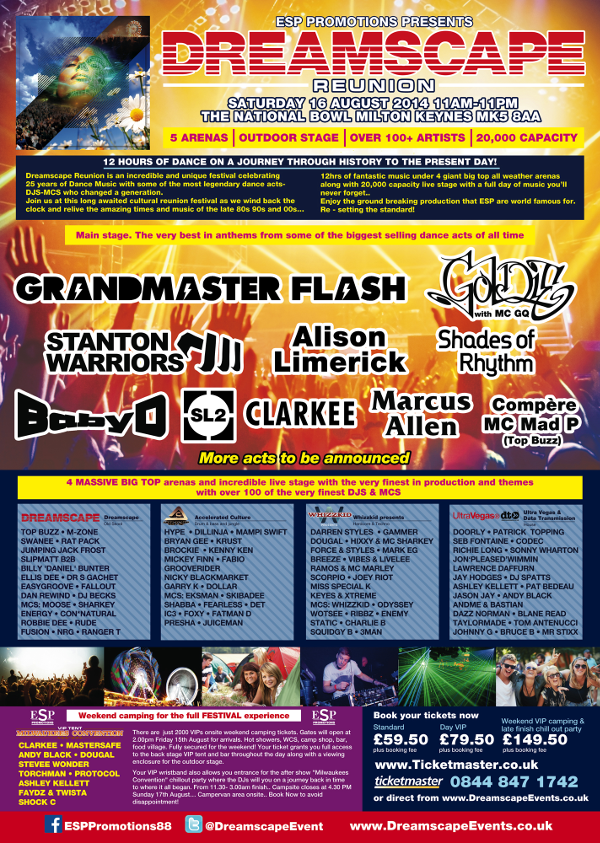 ESP PROMOTIONS PRESENTS
DREAMSCAPE
REUNION
SATURDAY 16 AUGUST 2014 11AM-11PM
THE NATIONAL BOWL MILTON KEYNES MK5 8AA
5 ARENAS | OUTDOOR STAGE | OVER 100+ ARTISTS | 20,000 CAPACITY
12 HOURS OF DANCE ON A JOURNEY THROUGH HISTORY TO THE PRESENT DAY!
Dreamscape Reunion is an incredible and unique festival celebrating
25 years of Dance Music with some of the most legendary dance acts-
DJS-MCS who changed a generation.
Join us at this long awaited cultural reunion festival as we wind back the
clock and relive the amazing times and music of the late 80s 90s and 00s...
12hrs of fantastic music under 4 giant big top all weather arenas
along with 20,000 capacity live stage with a full day of music you'll
never forget..
Enjoy the ground breaking production that ESP are world famous for.
Re - setting the standard!
Main stage. The very best in anthems from some of the biggest selling dance acts of all time
GRANDMASTER FLASH
GOLDIE
with MC GQ
STANTON
WARRIORS
Alison
Limerick
Shades of
Rhythm
Baby D
SL2
CLARKEE
Marcus
Allen
Compère
MC Mad P
(Top Buzz)
More acts to be announced
4 MASSIVE BIG TOP arenas and incredible live stage with the very finest in production and themes
with over 100 of the very finest DJS & MCS
DREAMSCAPE
Dreamscape
Old Skool
TOP BUZZ • M-ZONE
SWANEE • RAT PACK
JUMPING JACK FROST
SLIPMATT B2B
BILLY 'DANIEL' BUNTER
ELLIS DEE • DR S GACHET
EASYGROOVE • FALLOUT
DAN REWIND • DJ BECKS
MCS: MOOSE • SHARKEY
ENERGY • CON*NATURAL
ROBBIE DEE • RUDE
FUSION • NRG • RANGER T
Accelerated Culture
HYPE • DILLINJA • MAMPI SWIFT
BRYAN GEE • KRUST
BROCKIE • KENNY KEN
MICKEY FINN • FABIO
GROOVERIDER
NICKY BLACKMARKET
GARRY K • DOLLAR
MCS: EKSMAN • SKIBADEE
SHABBA • FEARLESS • DET
IC3 • FOXY • FATMAN D
PRESHA • JUICEMAN
WHIZZKID
Whizzkid presents
DARREN STYLES • GAMMER
DOUGAL • HIXXY & MC SHARKEY
FORCE & STYLES • MARK EG
BREEZE • VIBES & LIVELEE
RAMOS & MC MARLEY
SCORPIO • JOEY RIOT
MISS SPECIAL K
KEYES & XTREME
MCS: WHIZZKID • ODYSSEY
WOTSEE • RIBBZ • ENEMY
STATIC • CHARLIE B
SQUIDGY B • 3MAN
UltraVegas
Ultra Vegas &
Data Transmission
DOORLY • PATRICK TOPPING
SEB FONTAINE • CODEC
RICHIE LONG • SONNY WHARTON
JON'PLEASED'WIMMIN
LAWRENCE DAFFURN
JAY HODGES • DJ SPATTS
ASHLEY KELLETT • PAT BEDEAU
JASON JAY • ANDY BLACK
ANDME & BASTIAN
DAZZ NORMAN • BLANE READ
TAYLORMADE • TOM ANTENUCCI
JOHNNY G • BRUCE B • MR STIXX
ESP
PROMOTIONS
Weekend camping for the full FESTIVAL experience
ESP
PROMOTIONS
VIP TENT
MILWAUKEES CONVENTION
CLARKEE • MASTERSAFE
ANDY BLACK • DOUGAL
STEVEE WONDER
TORCHMAN • PROTOCOL
ASHLEY KELLETT
FAYDZ & TWISTA
SHOCK C
There are just 2000 VIPs onsite weekend camping tickets. Gates will open at
2.00pm Friday 15th August for arrivals. Hot showers, WCS, camp shop, bar,
food village. Fully secured for the weekend! Your ticket grants you full access
to the back stage VIP tent and bar throughout the day along with a viewing
enclosure for the outdoor stage.
Your VIP wristband also allows you entrance for the after show "Milwaukees
Convention" chillout party where the DJs will you on a journey back in time
to where it all began. From 11.30- 3.00am finish.. Campsite closes at 4.30 PM
Sunday 17th August.... Campervan area onsite.. Book Now to avoid
disappointment!
Book your tickets now
Standard
£59.50
plus booking fee
Day VIP
£79.50
plus booking fee
Weekend VIP camping &
late finish chill out party
£149.50
plus booking fee
www.Ticketmaster.co.uk
ticketmaster 0844 847 1742
or direct from www.DreamscapeEvents.co.uk
ESPPromotions88
@DreamscapeEvent
www.DreamscapeEvents.co.uk